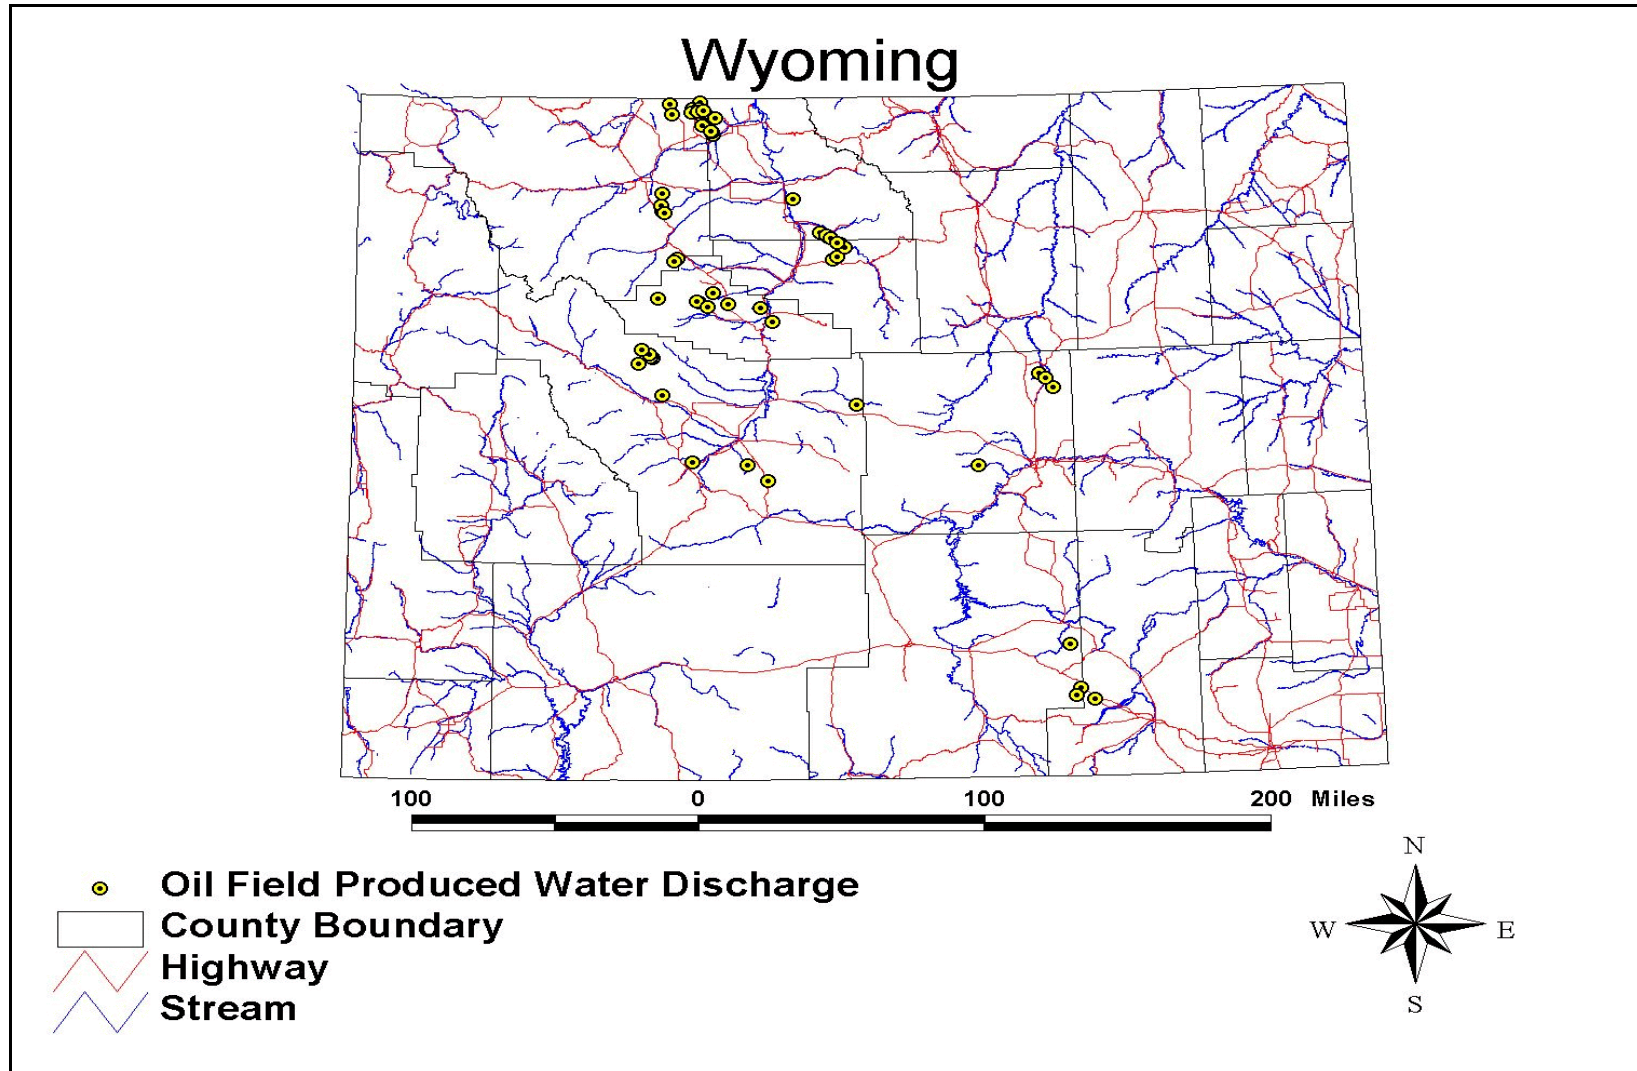 Wyoming
100 0 100 200 Miles
Oil Field Produced Water Discharge
County Boundary
Highway
Stream
N
W E
S